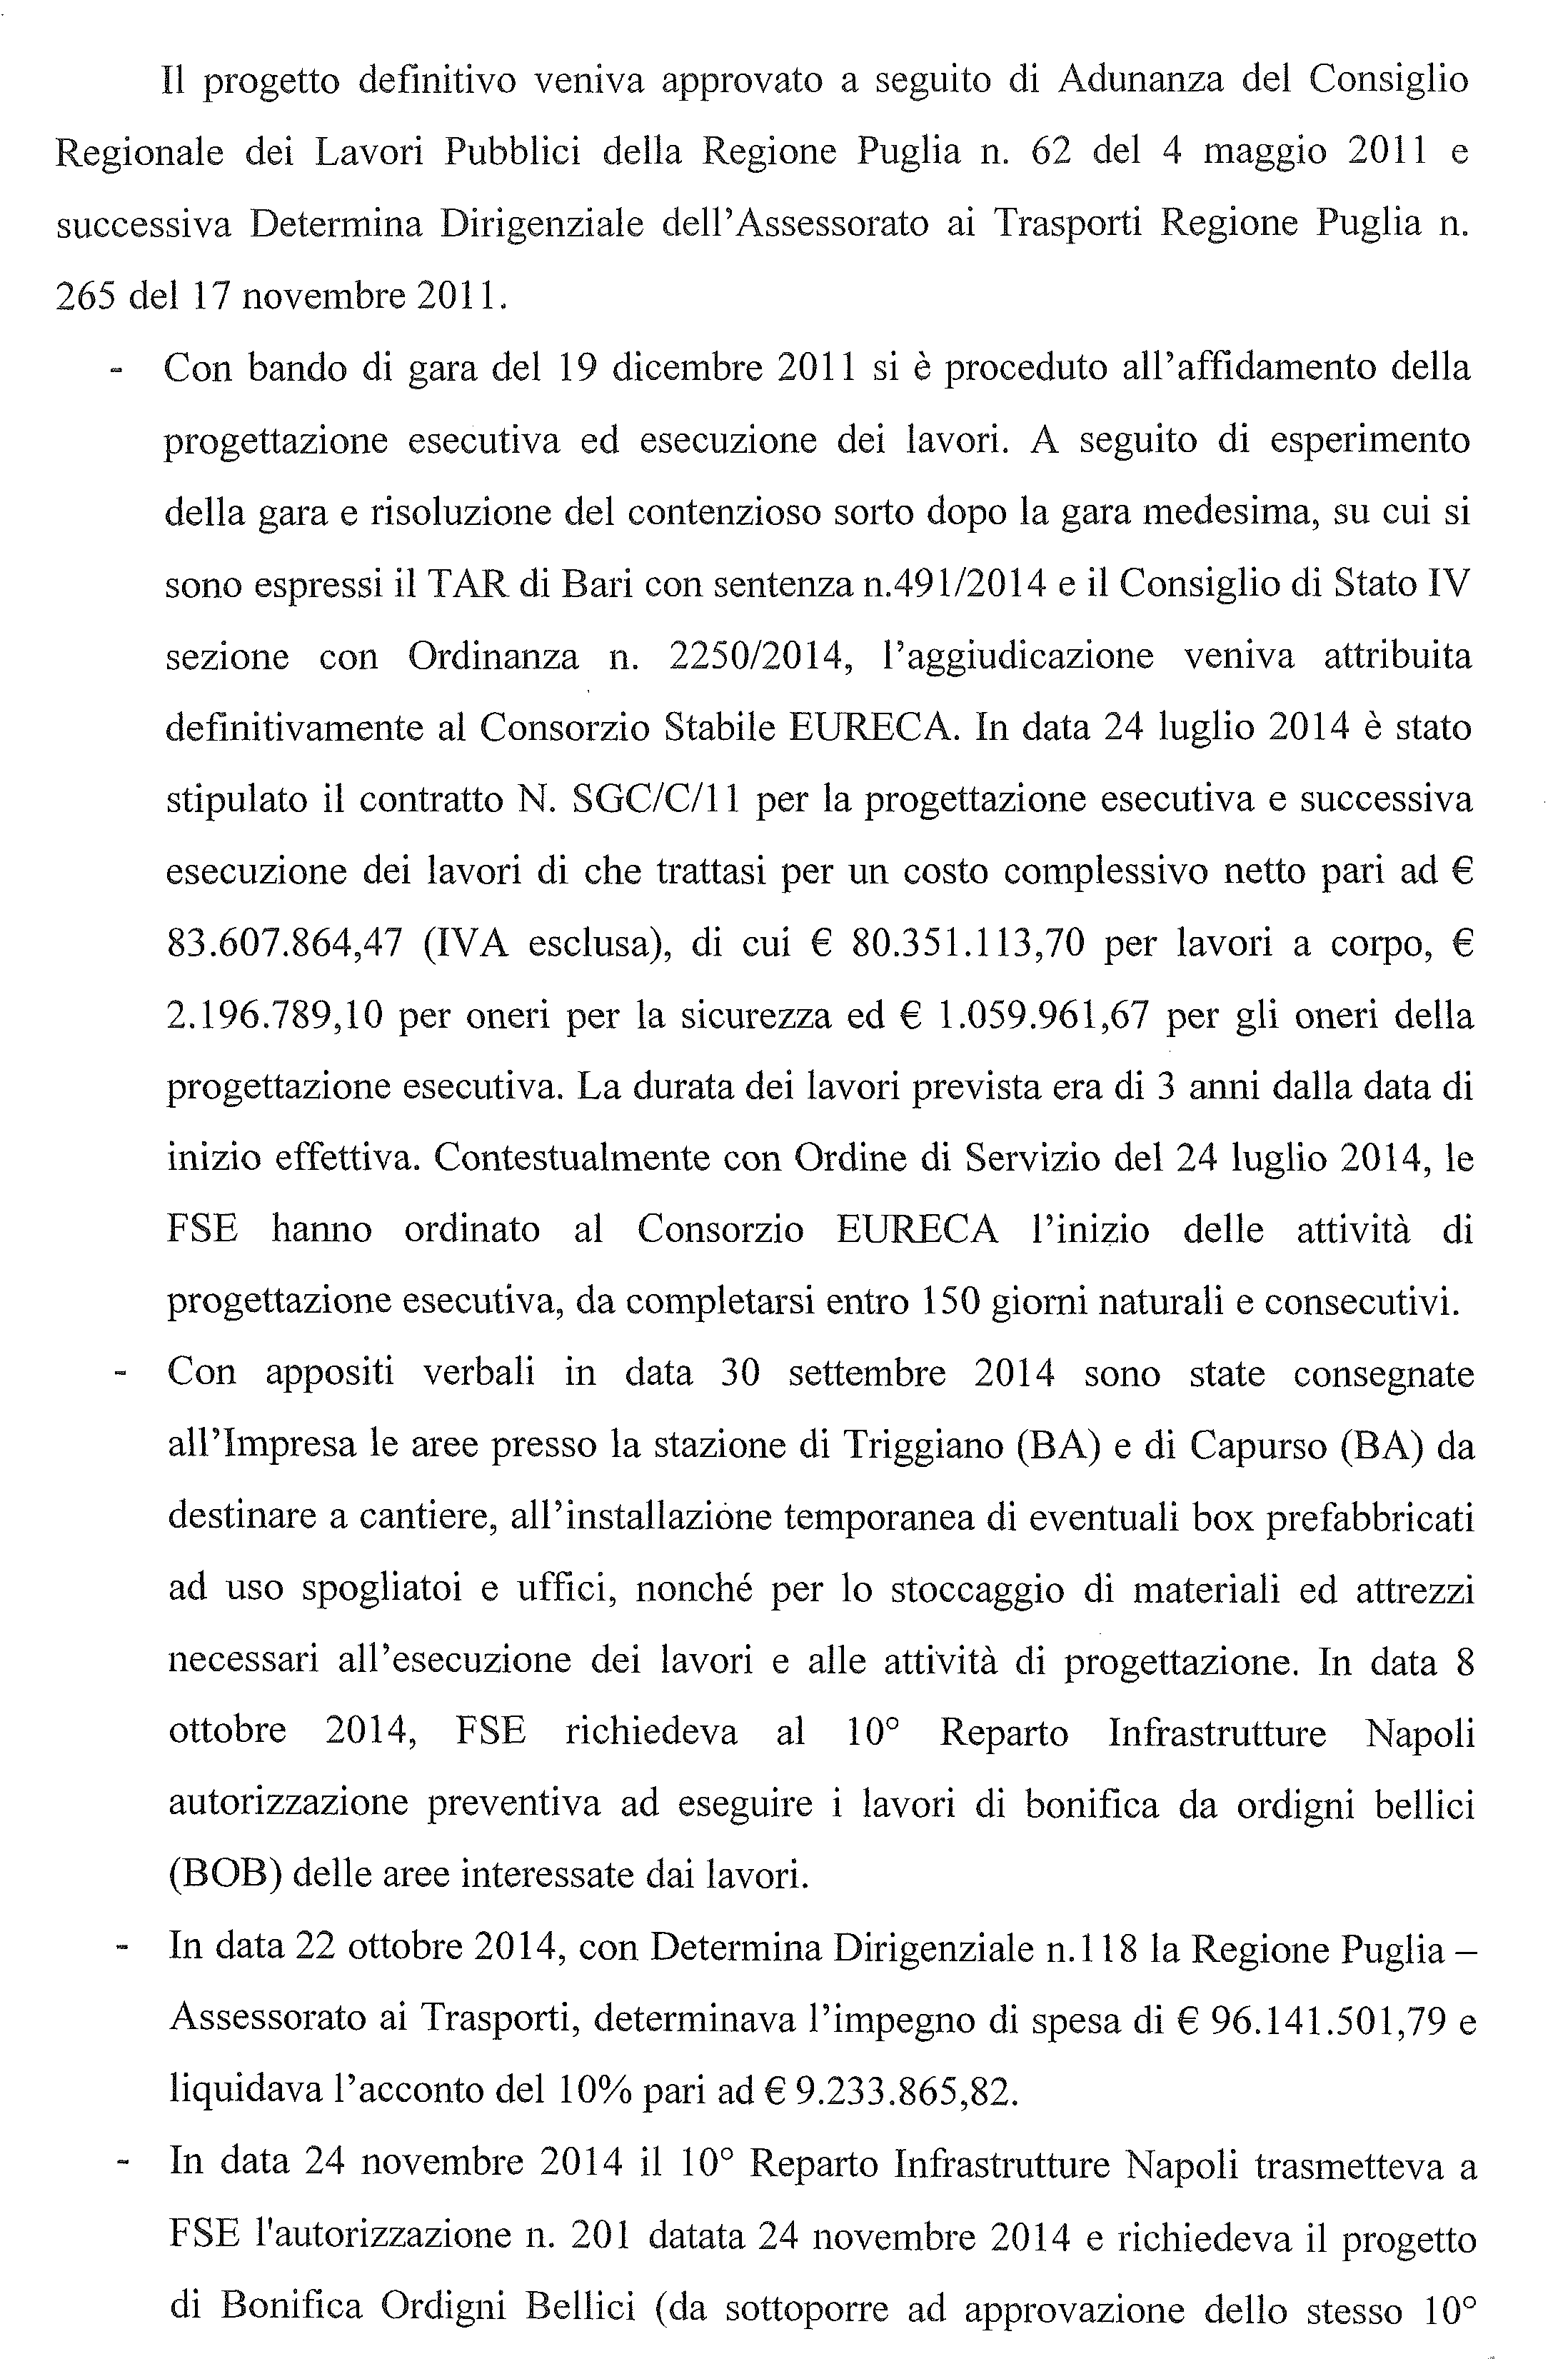 Il progetto definitivo veniva approvato a seguito di Adunanza del Consiglio
Regionale dei Lavori Pubblici della Regione Puglia n. 62 del 4 maggio 2011 e
successiva Determina Dirigenziale dell'Assessorato ai Trasporti Regione Puglia n.
265 del 17 novembre 2011.
- Con bando di gara del 19 dicembre 2011 si è proceduto all'affidamento della
progettazione esecutiva ed esecuzione dei lavori. A seguito di esperimento
della gara e risoluzione del contenzioso sorto dopo la gara medesima, su cui si
sono espressi il TAR di Bari con sentenza n.491/2014 e il Consiglio di Stato IV
sezione con Ordinanza n. 2250/2014, l'aggiudicazione veniva attribuita
definitivamente al Consorzio Stabile EURECA. In data 24 luglio 2014 è stato
stipulato il contratto N. SGC/C/11 per la progettazione esecutiva e successiva
esecuzione dei lavori di che trattasi per un costo complessivo netto pari ad €
83.607.864,47 (IVA esclusa), di cui € 80.351.113,70 per lavori a corpo, €
2.196.789,10 per oneri per la sicurezza ed € 1.059.961,67 per gli oneri della
progettazione esecutiva. La durata dei lavori prevista era di 3 anni dalla data di
inizio effettiva. Contestualmente con Ordine di Servizio del 24 luglio 2014, le
FSE hanno ordinato al Consorzio EURECA l'inizio delle attività di
progettazione esecutiva, da completarsi entro 150 giorni naturali e consecutivi.
- Con appositi verbali in data 30 settembre 2014 sono state consegnate
all'Impresa le aree presso la stazione di Triggiano (BA) e di Capurso (BA) da
destinare a cantiere, all'installazione temporanea di eventuali box prefabbricati
ad uso spogliatoi e uffici, nonché per lo stoccaggio di materiali ed attrezzi
necessari all'esecuzione dei lavori e alle attività di progettazione. In data 8
ottobre 2014, FSE richiedeva al 10° Reparto Infrastrutture Napoli
autorizzazione preventiva ad eseguire i lavori di bonifica da ordigni bellici
(BOB) delle aree interessate dai lavori.
- In data 22 ottobre 2014, con Determina Dirigenziale n.118 la Regione Puglia –
Assessorato ai Trasporti, determinava l'impegno di spesa di € 96.141.501,79 e
liquidava l'acconto del 10% pari ad € 9.233.865,82.
- In data 24 novembre 2014 il 10° Reparto Infrastrutture Napoli trasmetteva a
FSE l'autorizzazione n. 201 datata 24 novembre 2014 e richiedeva il progetto
di Bonifica Ordigni Bellici (da sottoporre ad approvazione dello stesso 10°